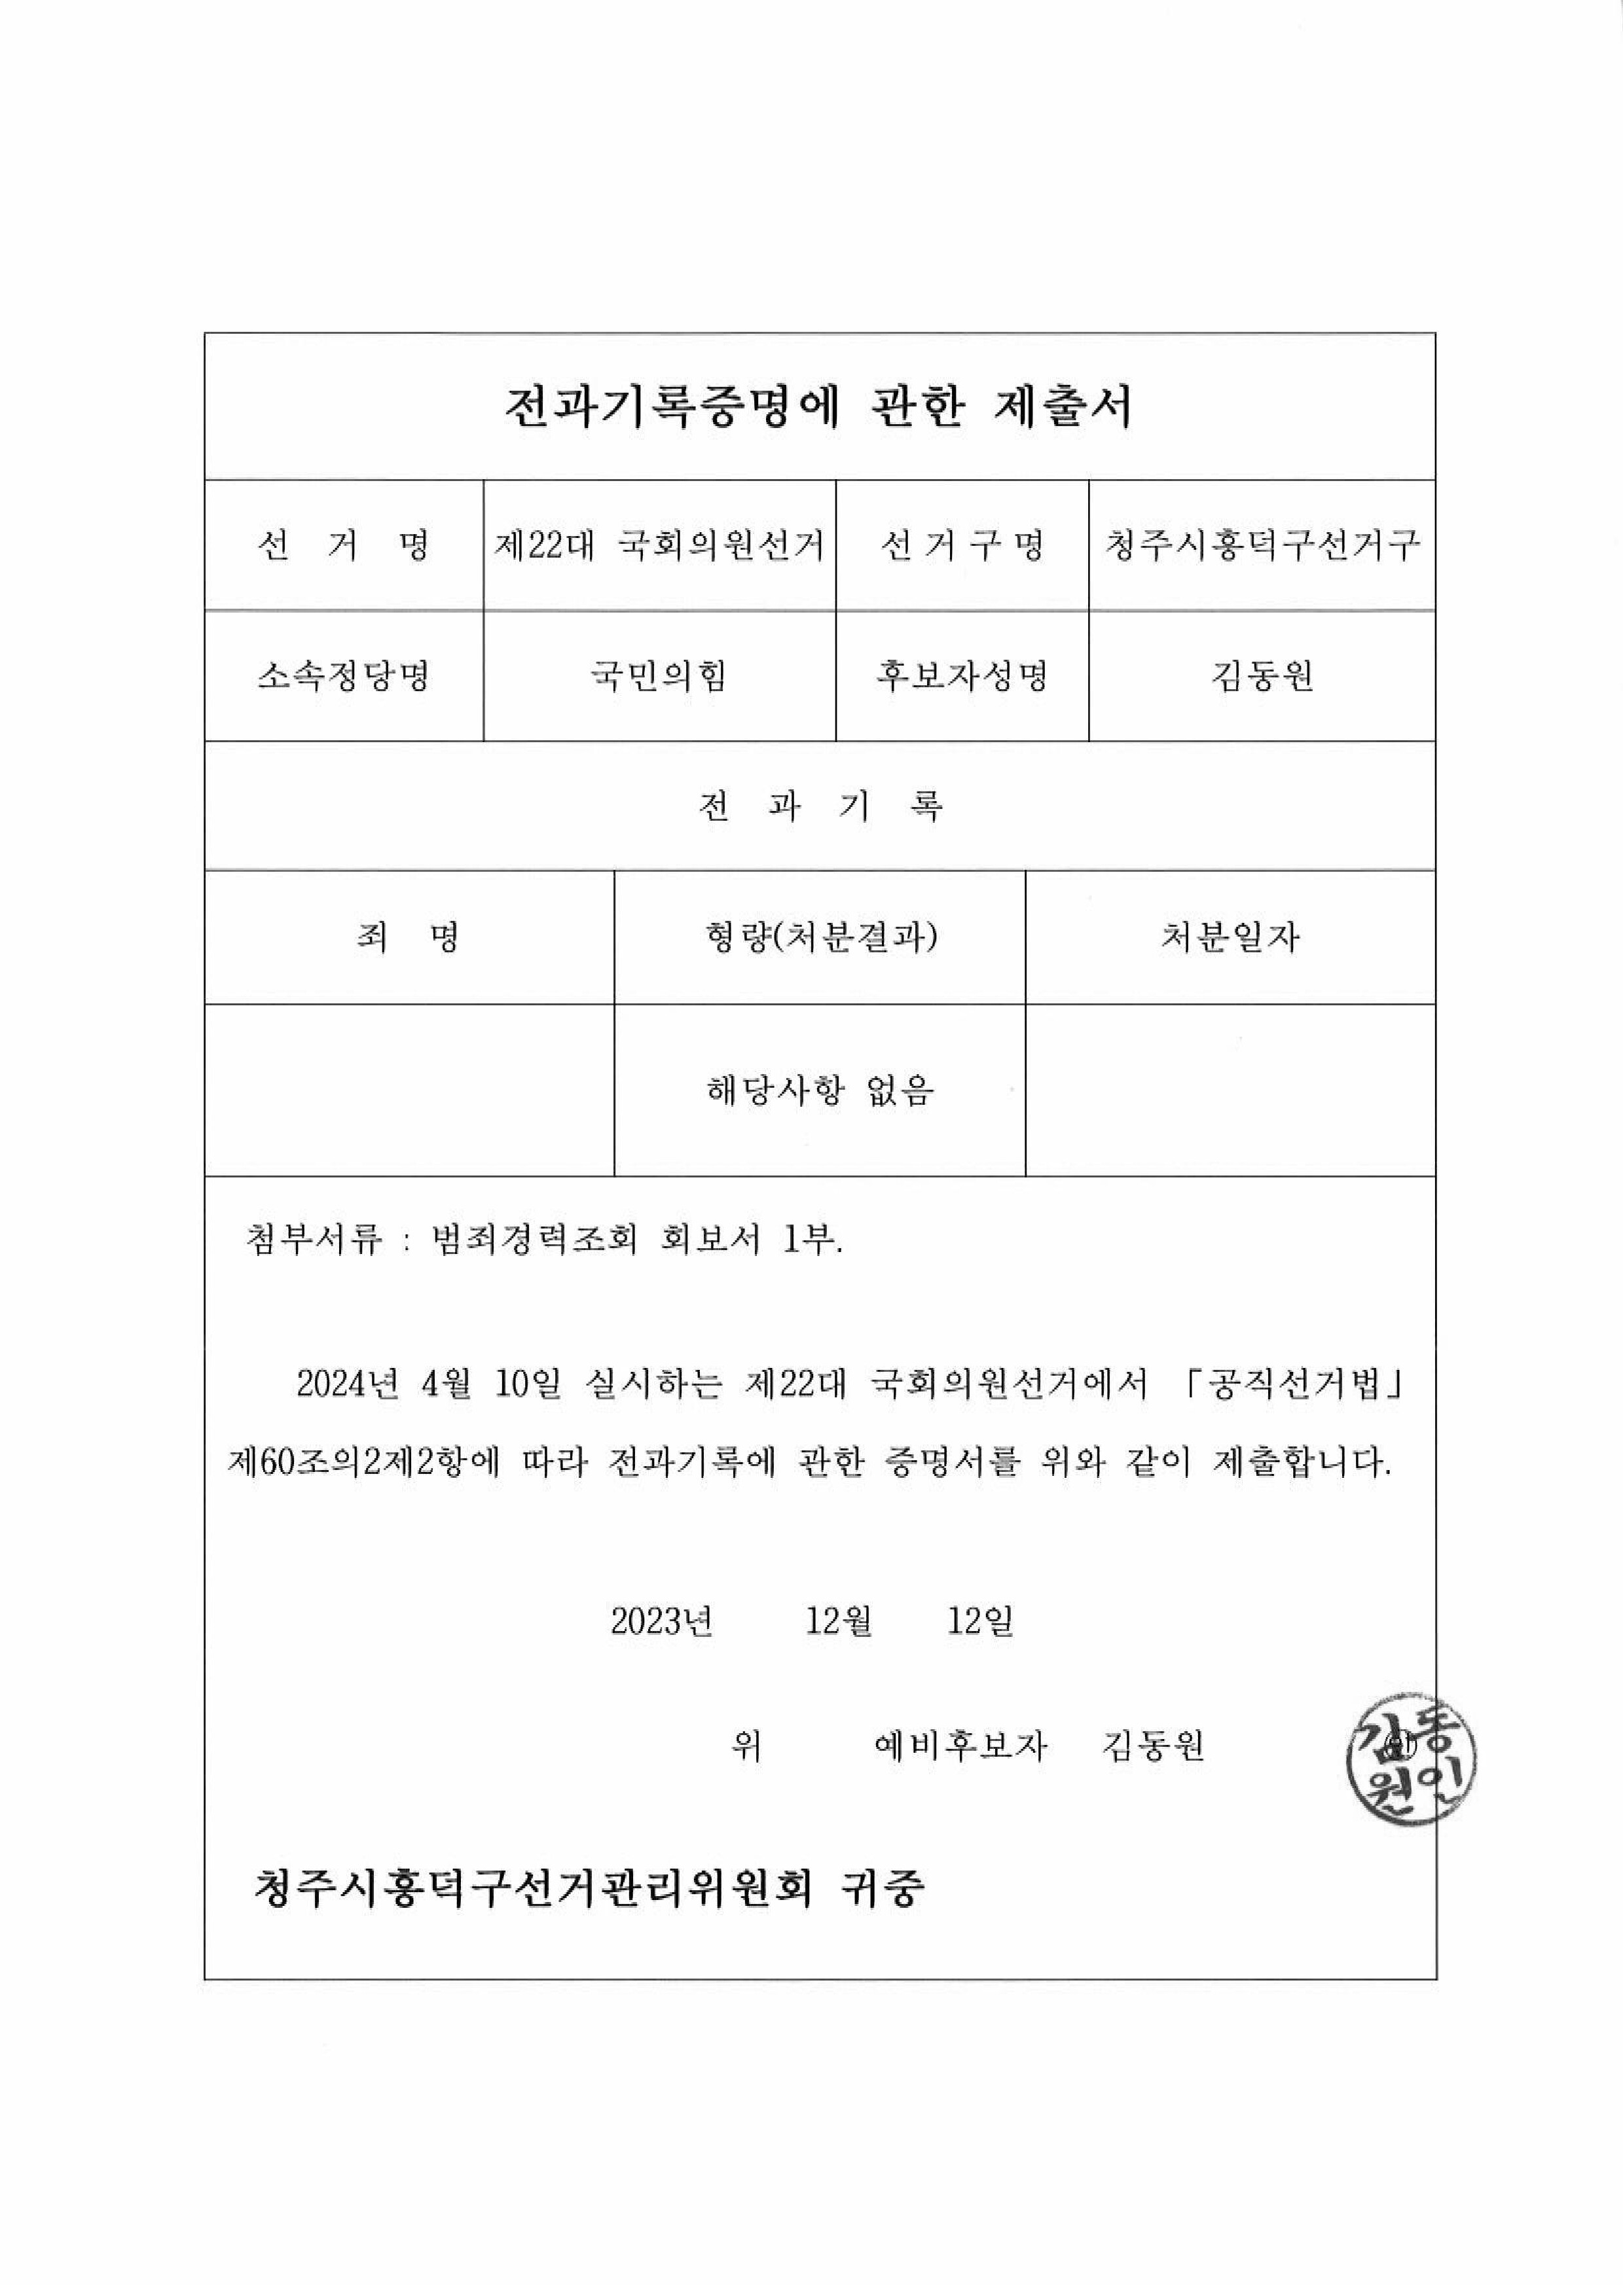 전과기록증명에 관한 제출서
선 거 명 제22대 국회의원선거 선 거 구 명 청주시흥덕구선거구
소속정당명 국민의힘 후보자성명 김동원
전 과 기 록
죄 명 형량(처분결과) 처분일자
해당사항 없음
첨부서류 : 범죄경력조회 회보서 1부.
2024년 4월 10일 실시하는 제22대 국회의원선거에서 「공직선거법」
제60조의2제2항에 따라 전과기록에 관한 증명서를 위와 같이 제출합니다.
2023년 12월 12일
위 예비후보자 김동원 ㊞
김동
원인
청주시흥덕구선거관리위원회 귀중